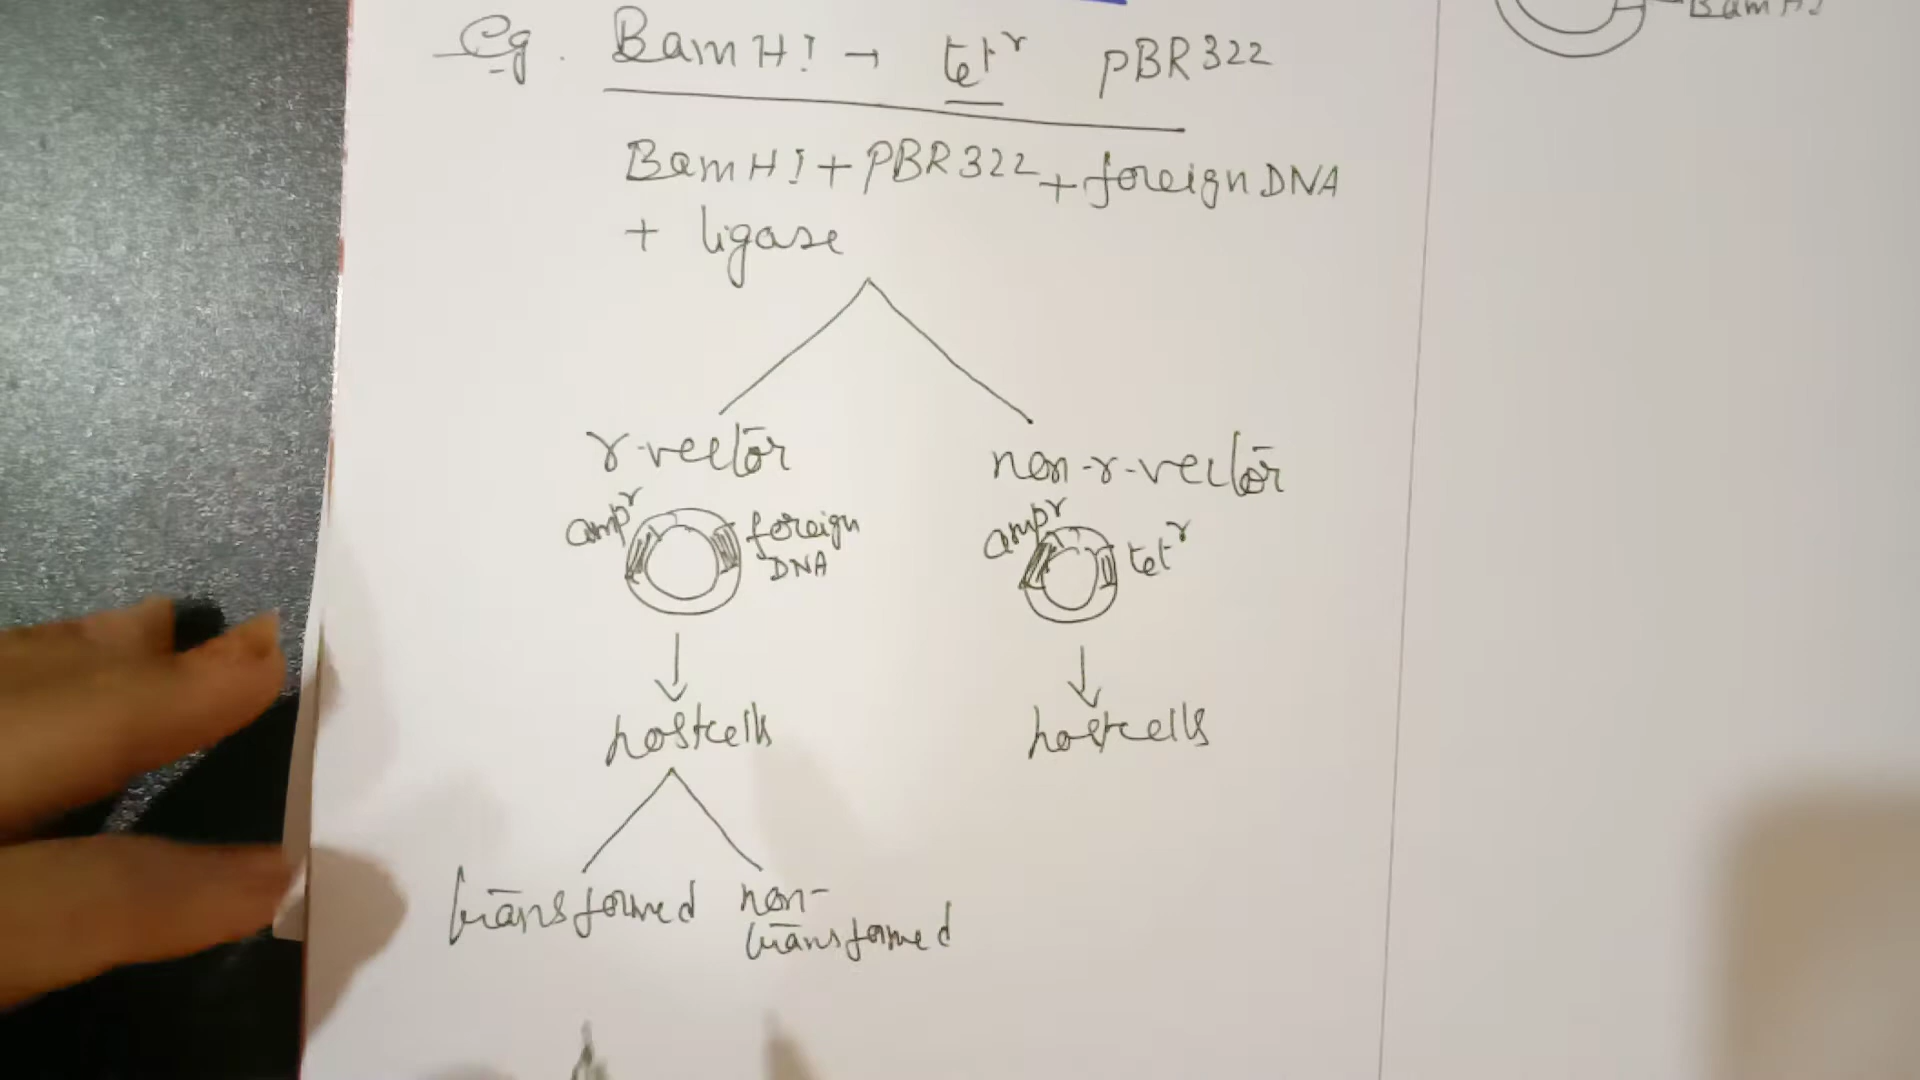 Eg. BamHI → tetʳ pBR322
BamHI
BamHI + pBR322 + foreign DNA
+ ligase
r-vector
non-r-vector
ampʳ
foreign
DNA
ampʳ
tetʳ
hostcells
hostcells
transformed
non-
transformed